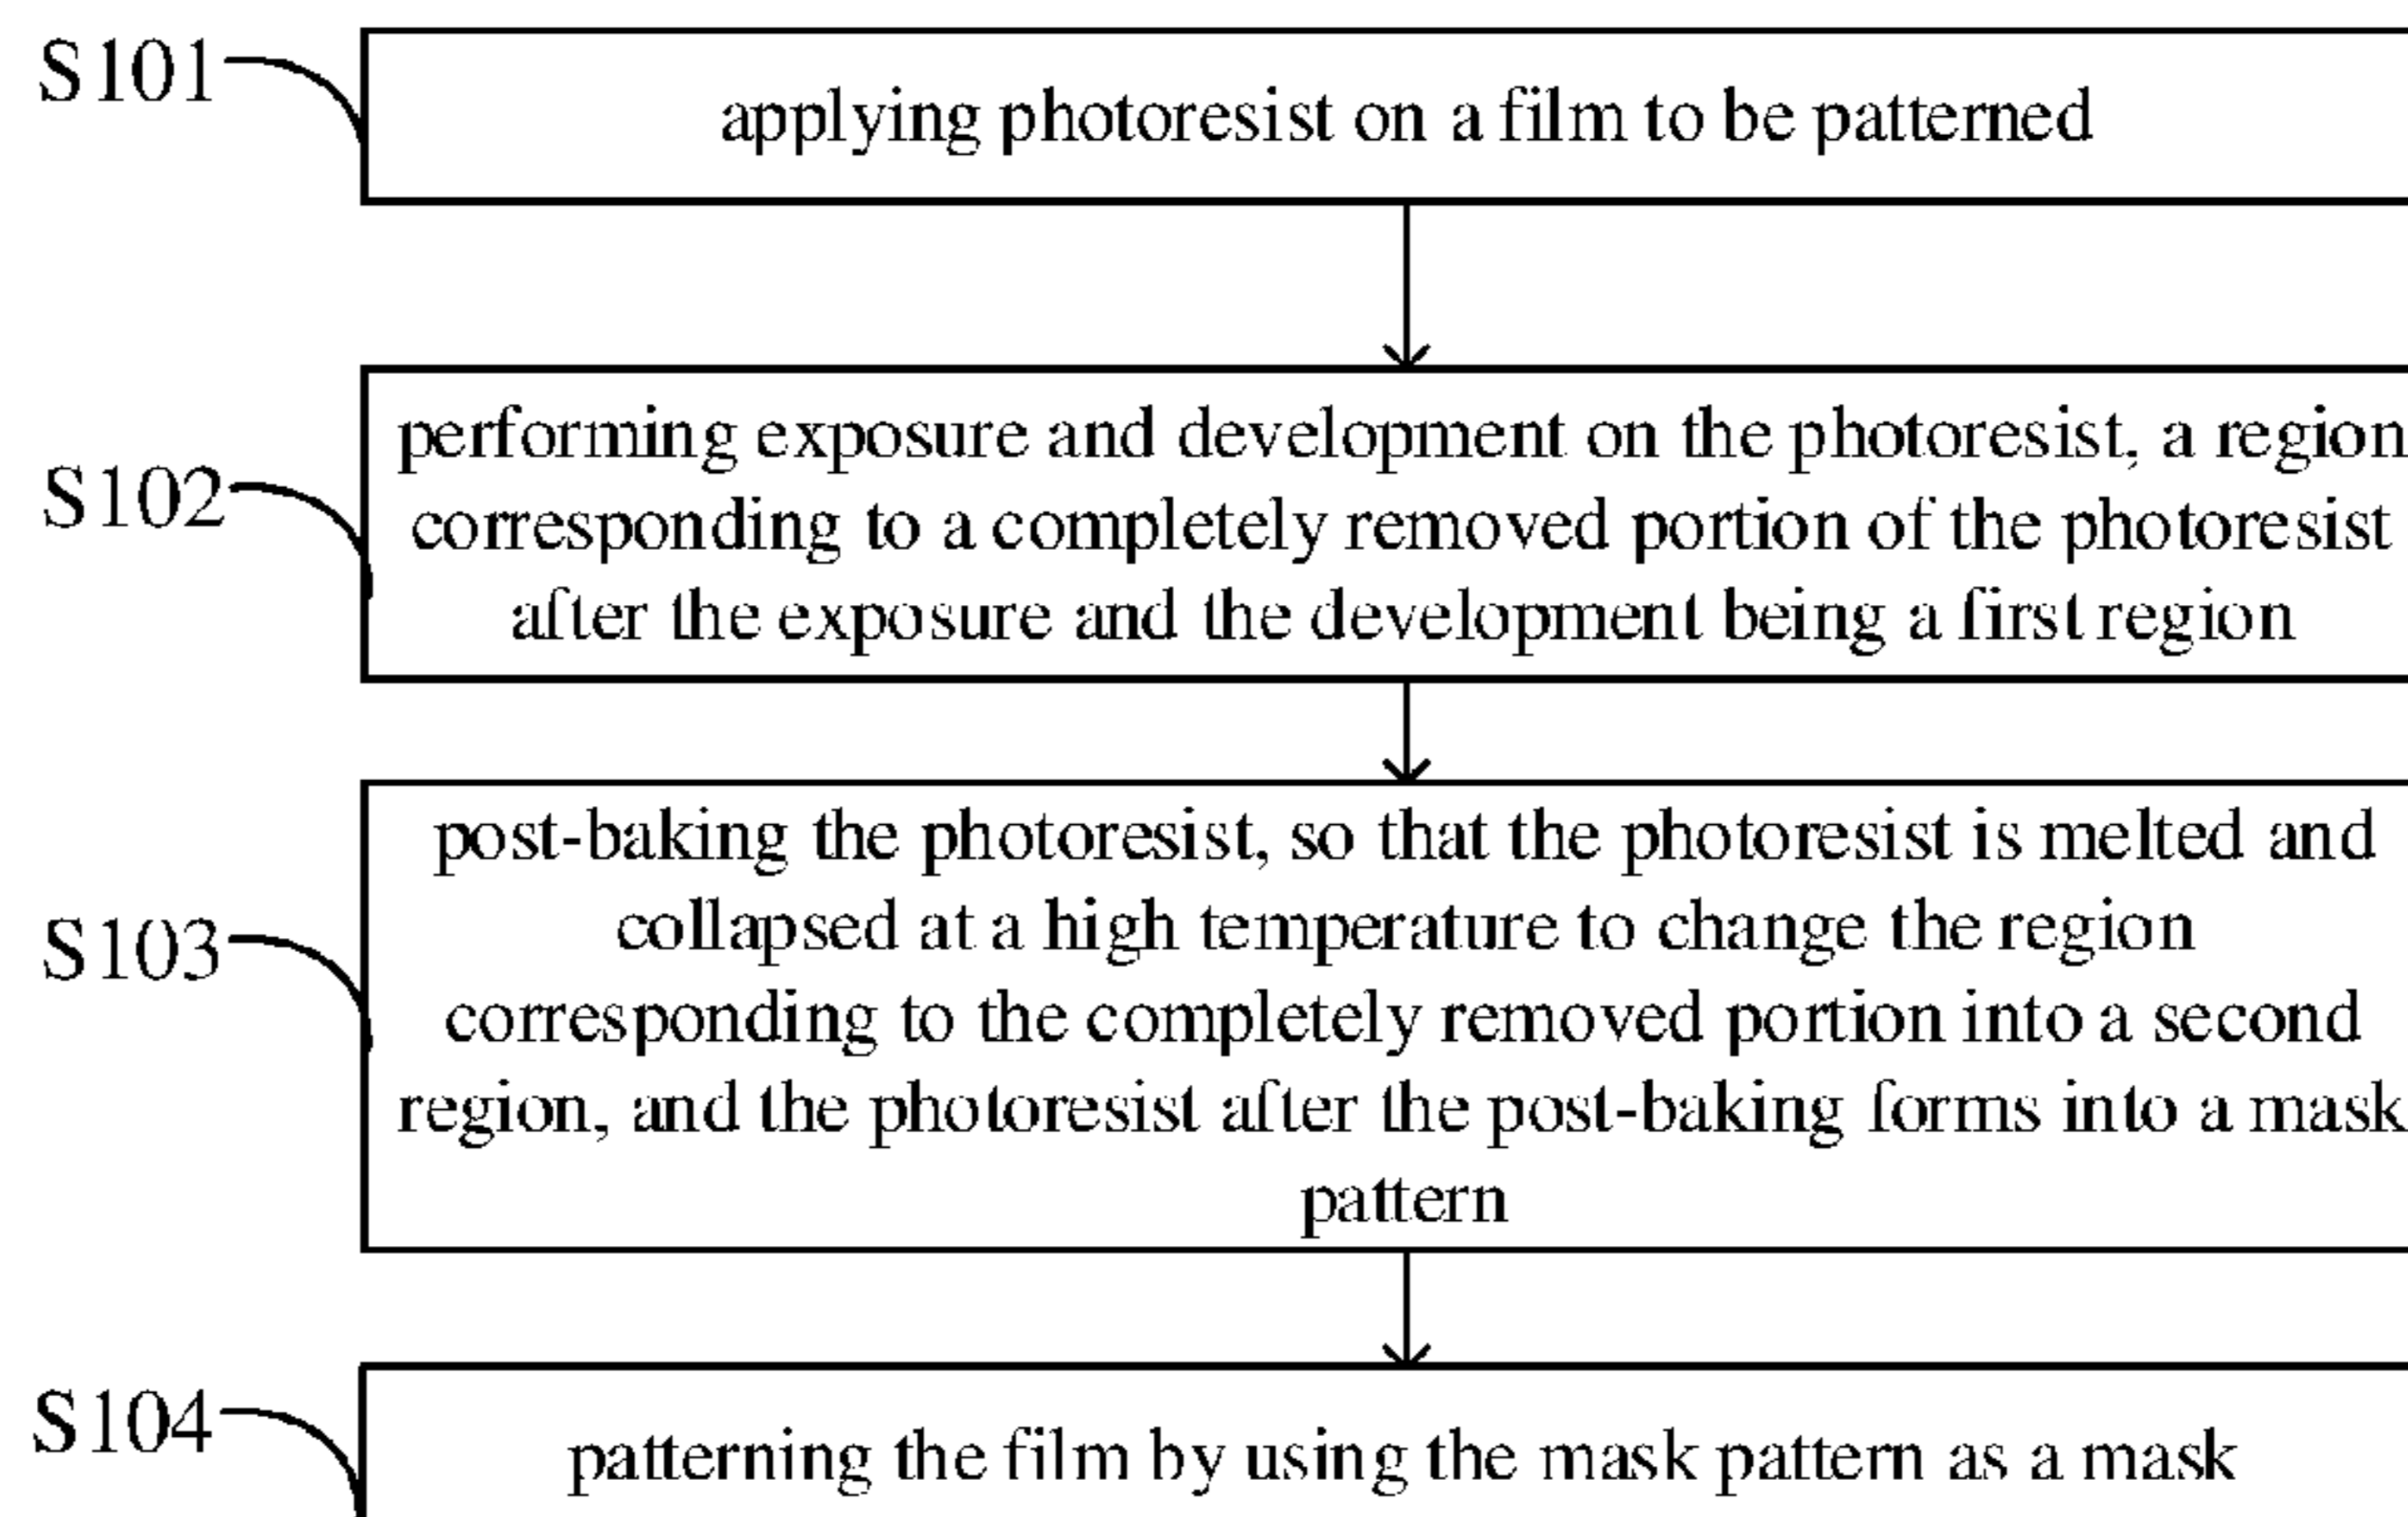 S101
applying photoresist on a film to be patterned
S102
performing exposure and development on the photoresist, a region
corresponding to a completely removed portion of the photoresist
after the exposure and the development being a first region
S103
post-baking the photoresist, so that the photoresist is melted and
collapsed at a high temperature to change the region
corresponding to the completely removed portion into a second
region, and the photoresist after the post-baking forms into a mask
pattern
S104
patterning the film by using the mask pattern as a mask